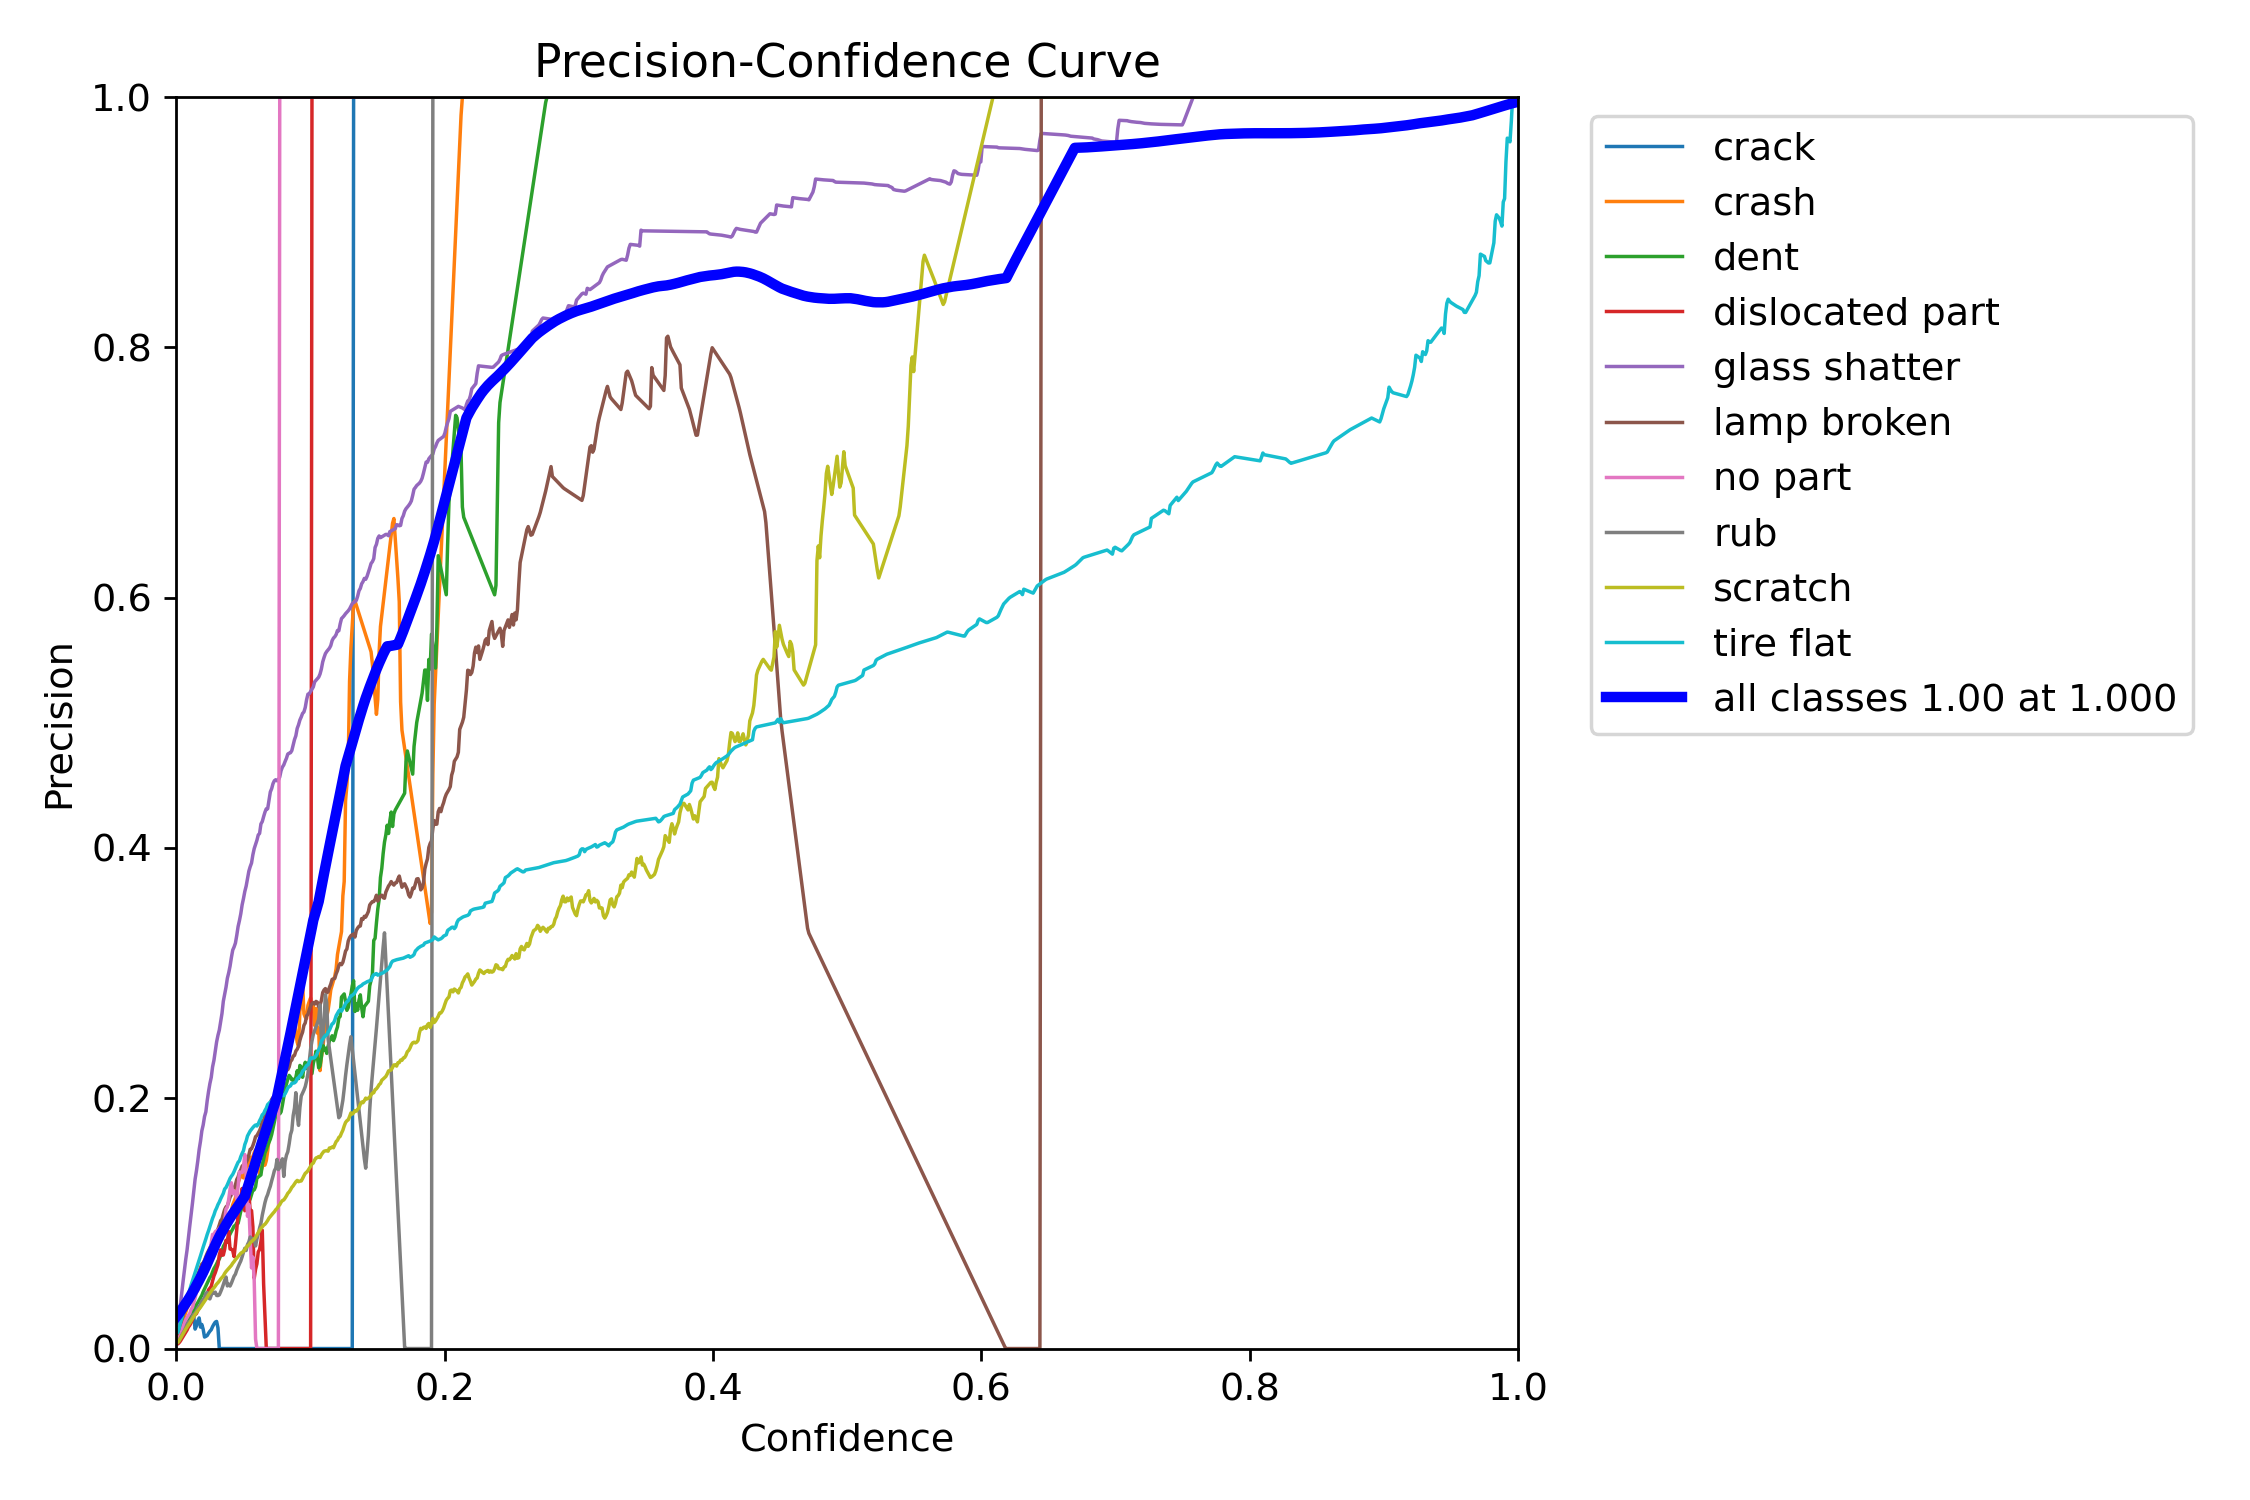 Precision-Confidence Curve
1.0
0.8
0.6
0.4
0.2
0.0
Precision
0.0 0.2 0.4 0.6 0.8 1.0
Confidence
crack
crash
dent
dislocated part
glass shatter
lamp broken
no part
rub
scratch
tire flat
all classes 1.00 at 1.000